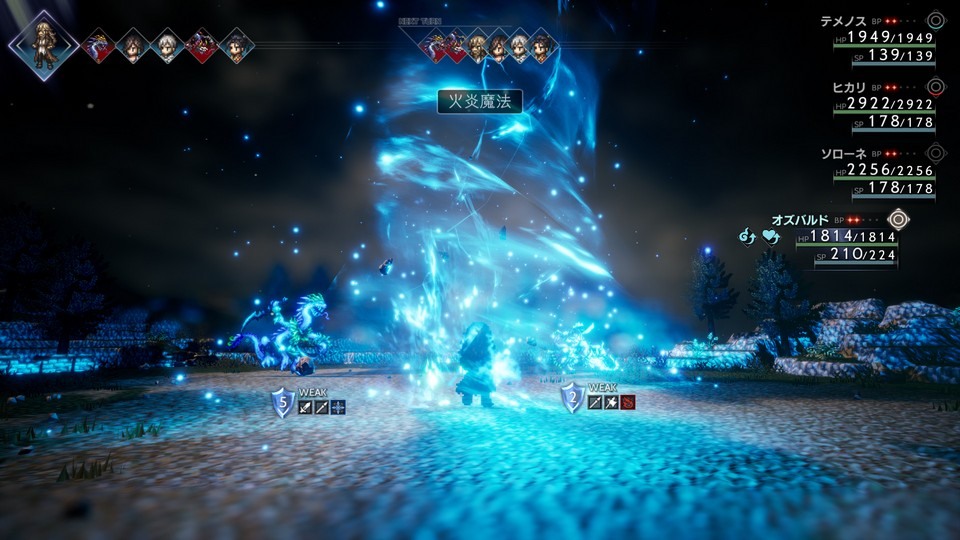 NEXT TURN
火炎魔法
テメノス BP
HP 1949/1949
SP 139/139
ヒカリ BP
HP 2922/2922
SP 178/178
ソローネ BP
HP 2256/2256
SP 178/178
オズバルド BP
HP 1814/1814
SP 210/224
5 WEAK
2 WEAK